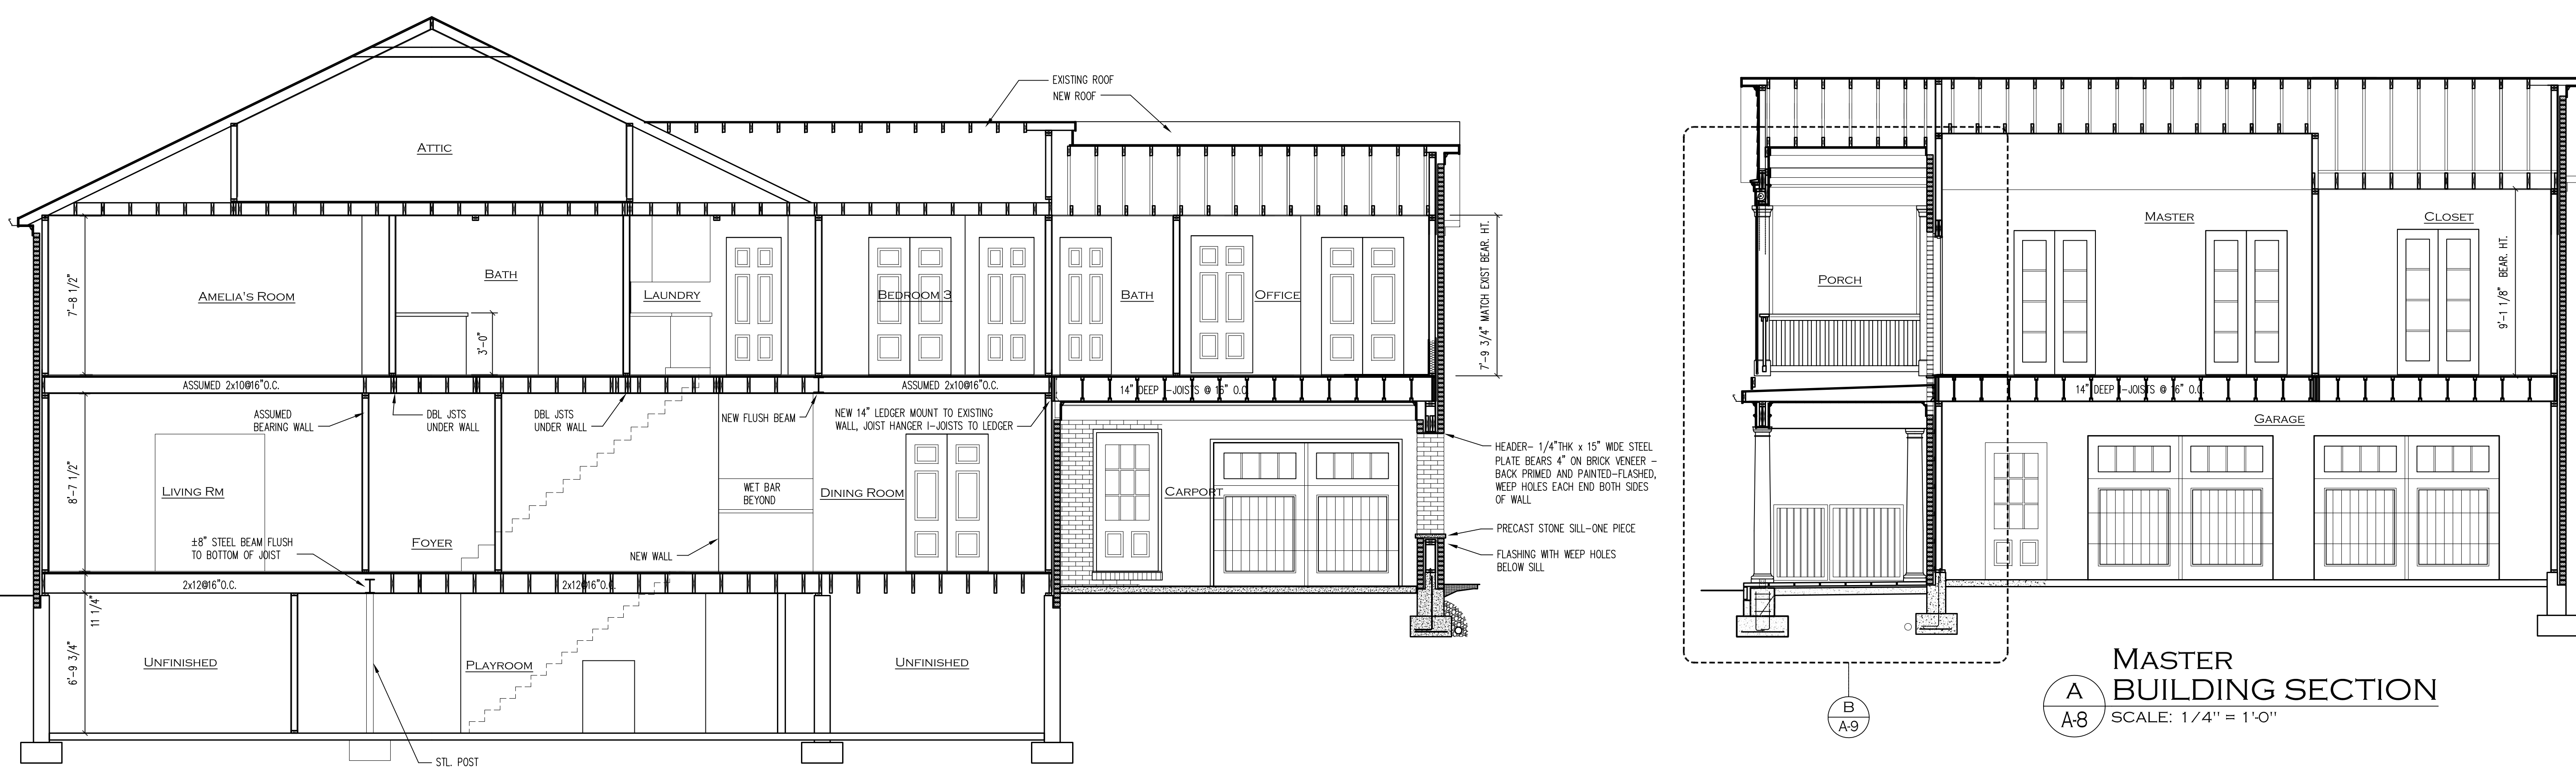 EXISTING ROOF
NEW ROOF
ATTIC
AMELIA'S ROOM
BATH
LAUNDRY
BEDROOM 3
BATH
OFFICE
7'-8 1/2"
3'-0"
7'-9 3/4" MATCH EXIST BEAR. HT.
ASSUMED 2x10@16"O.C.
ASSUMED 2x10@16"O.C.
14" DEEP I-JOISTS @ 16" O.C.
ASSUMED
BEARING WALL
DBL JSTS
UNDER WALL
DBL JSTS
UNDER WALL
NEW FLUSH BEAM
NEW 14" LEDGER MOUNT TO EXISTING
WALL, JOIST HANGER I-JOISTS TO LEDGER
8'-7 1/2"
LIVING RM
FOYER
WET BAR
BEYOND
DINING ROOM
CARPORT
±8" STEEL BEAM FLUSH
TO BOTTOM OF JOIST
NEW WALL
HEADER- 1/4"THK x 15" WIDE STEEL
PLATE BEARS 4" ON BRICK VENEER -
BACK PRIMED AND PAINTED-FLASHED,
WEEP HOLES EACH END BOTH SIDES
OF WALL
PRECAST STONE SILL-ONE PIECE
FLASHING WITH WEEP HOLES
BELOW SILL
2x12@16"O.C.
2x12@16"O.C.
11 1/4"
6'-9 3/4"
UNFINISHED
PLAYROOM
UNFINISHED
STL. POST
MASTER
CLOSET
PORCH
9'-1 1/8" BEAR. HT.
14" DEEP I-JOISTS @ 16" O.C.
GARAGE
B
A-9
A
A-8
MASTER
BUILDING SECTION
SCALE: 1/4" = 1'-0"